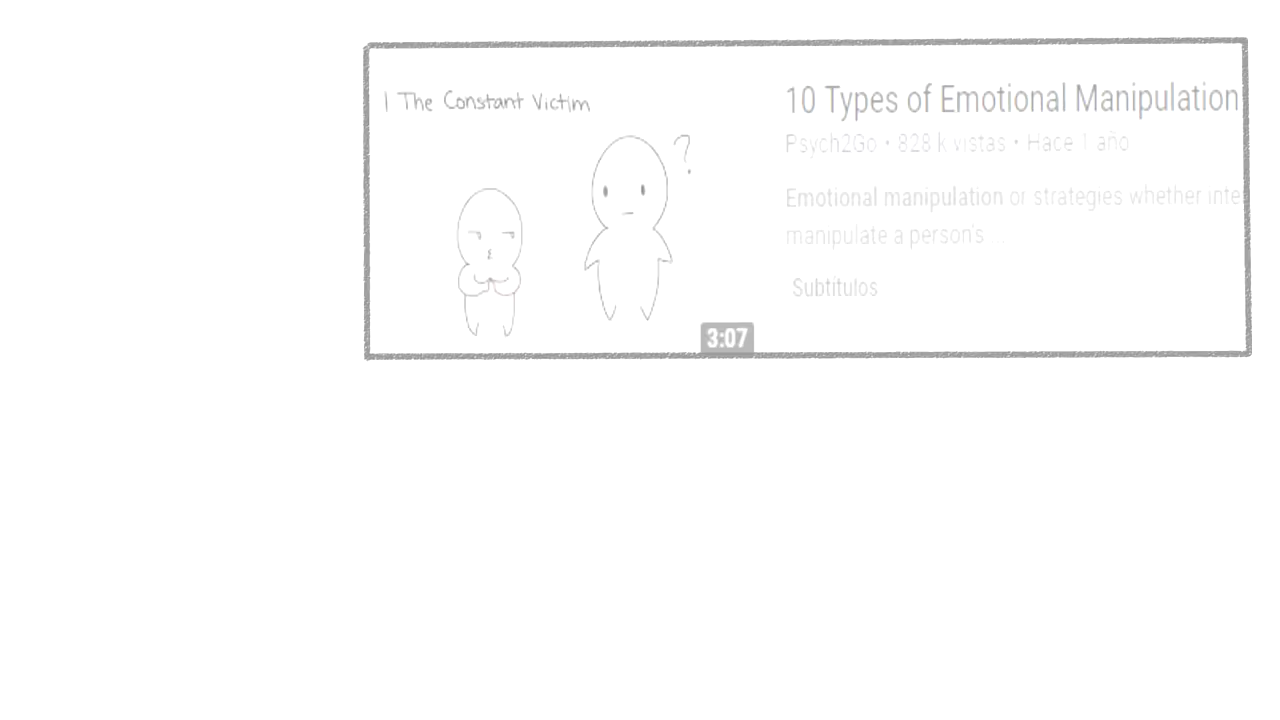 1 The Constant Victim
?
3:07
10 Types of Emotional Manipulation
Psych2Go • 828 k vistas • Hace 1 año
Emotional manipulation or strategies whether inte
manipulate a person's ...
Subtítulos